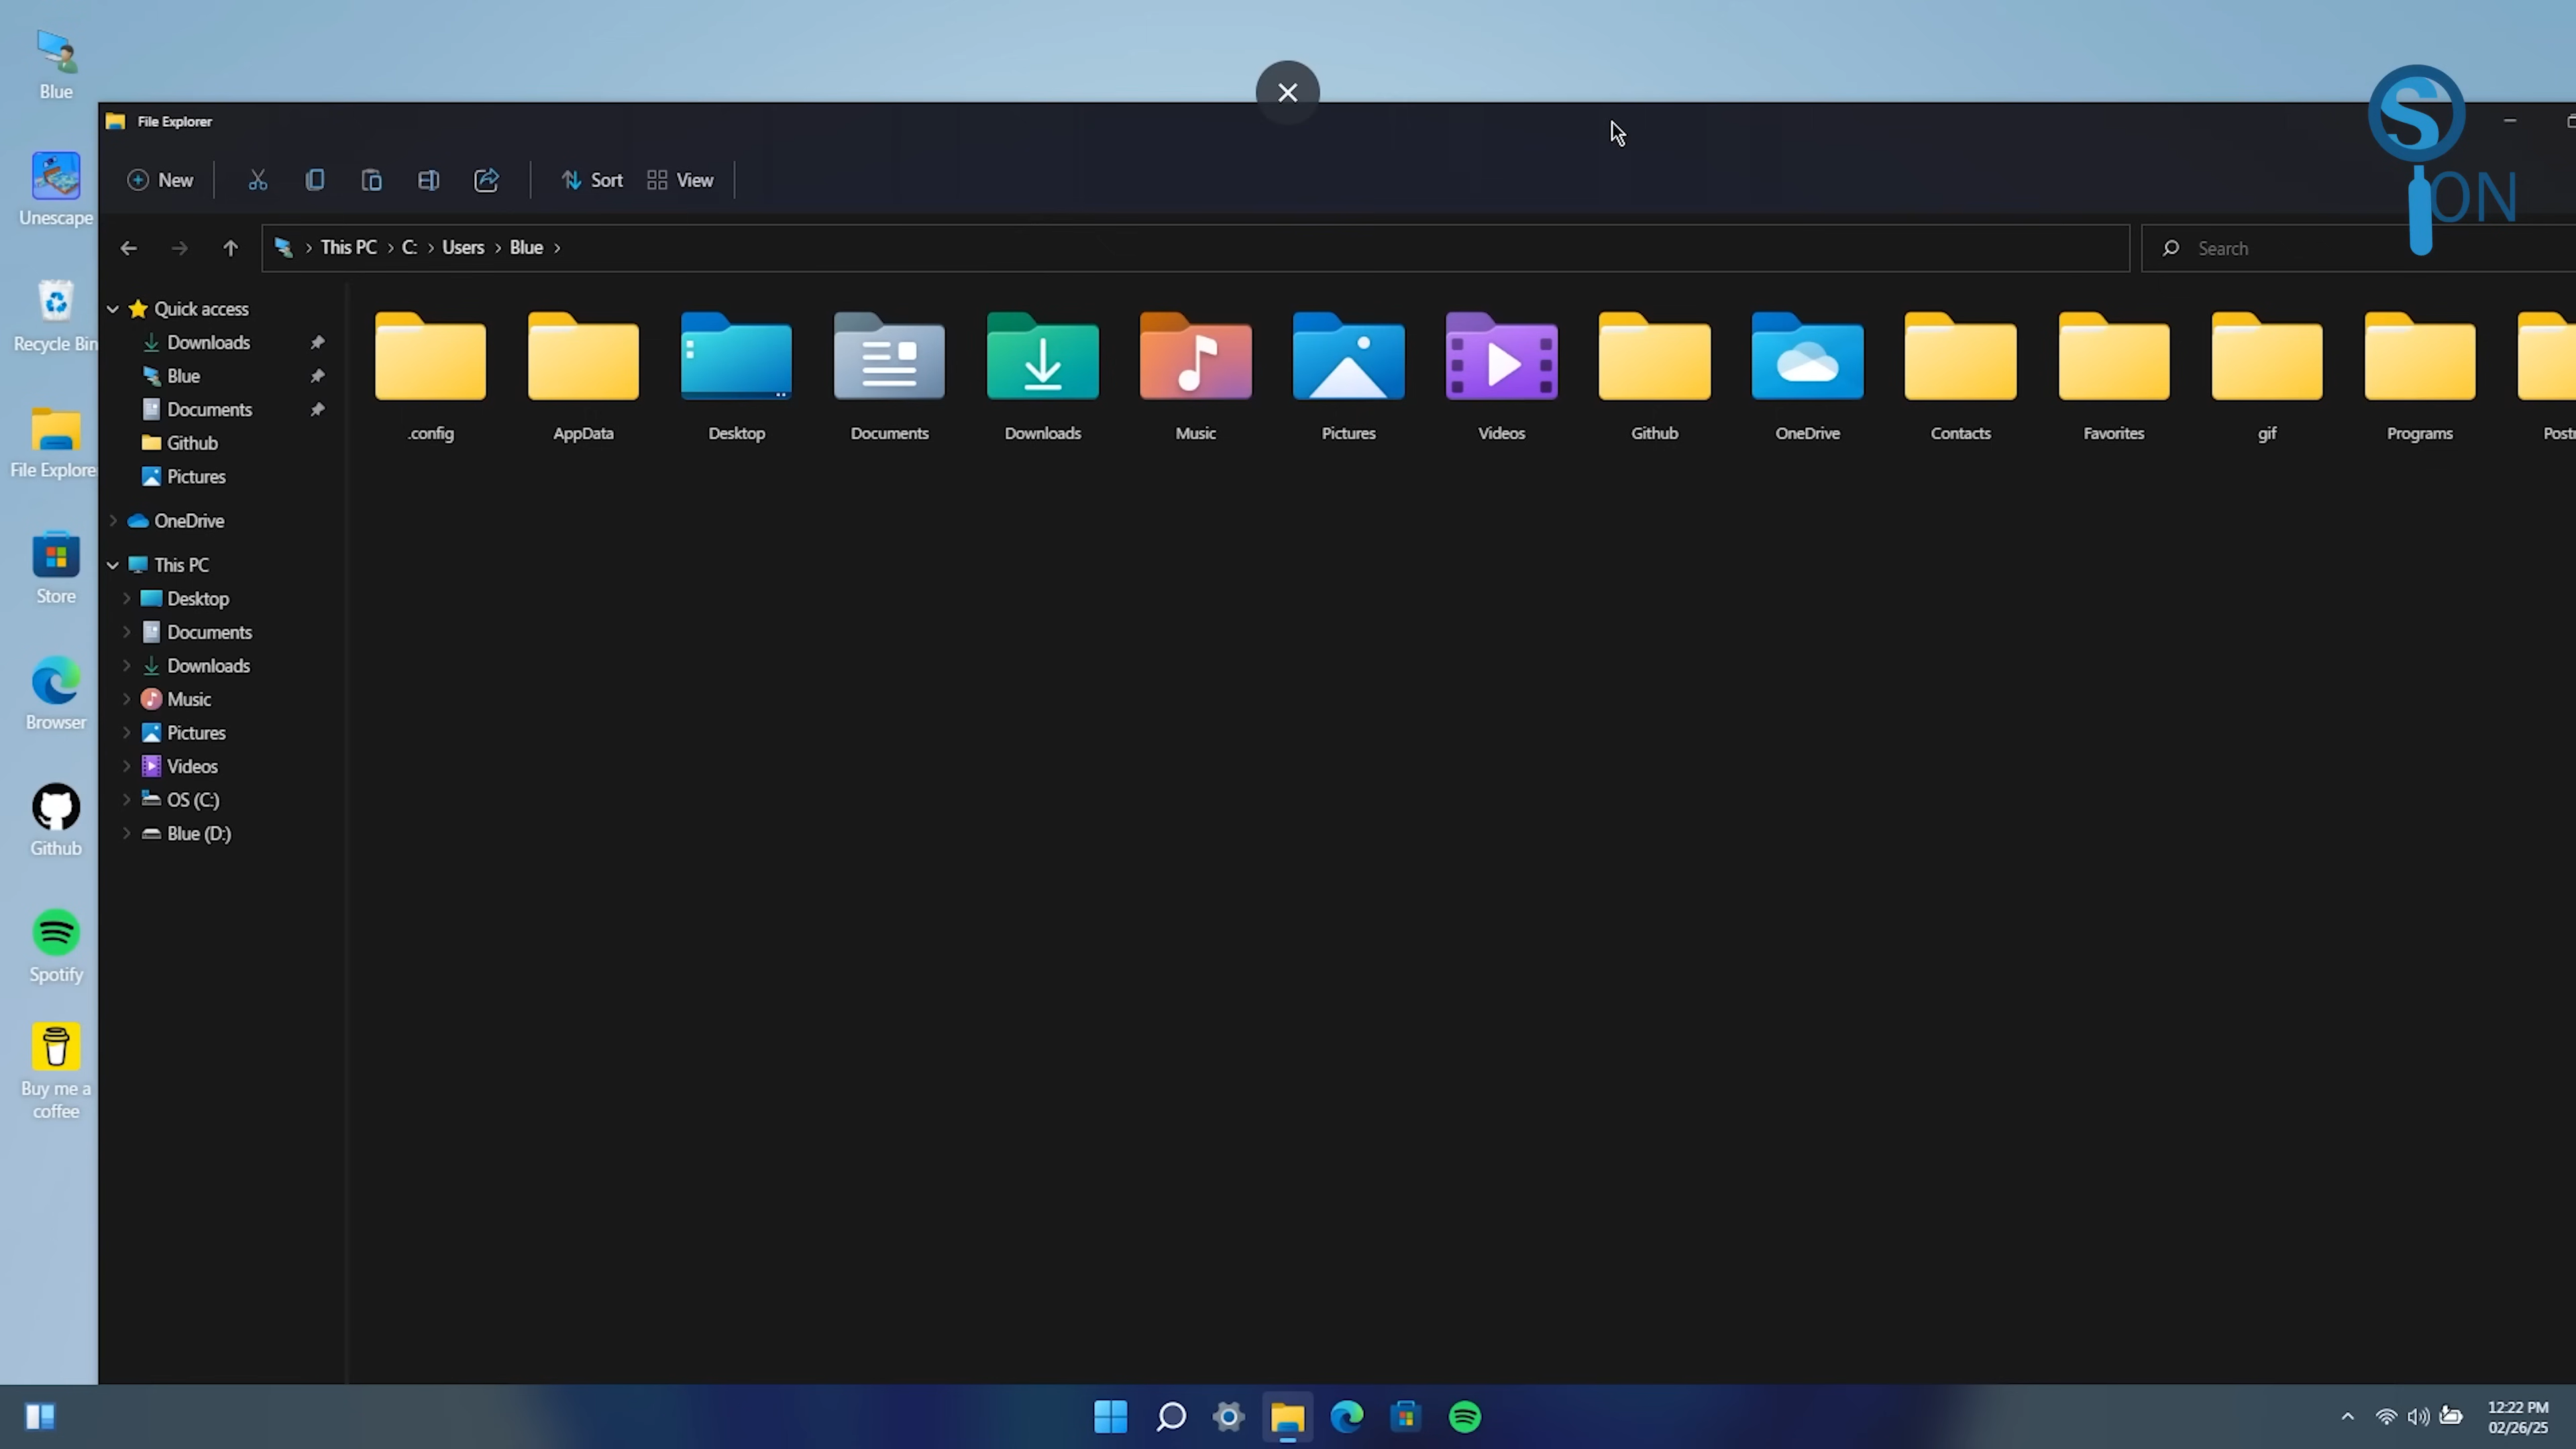 Blue
Unescape
Recycle Bin
File Explore
Store
Browser
Github
Spotify
Buy me a
coffee
File Explorer
New
Sort
View
This PC › C: › Users › Blue ›
Search
Quick access
Downloads
Blue
Documents
Github
Pictures
OneDrive
This PC
Desktop
Documents
Downloads
Music
Pictures
Videos
OS (C:)
Blue (D:)
.config
AppData
Desktop
Documents
Downloads
Music
Pictures
Videos
Github
OneDrive
Contacts
Favorites
gif
Programs
S
ON
12:22 PM
02/26/25